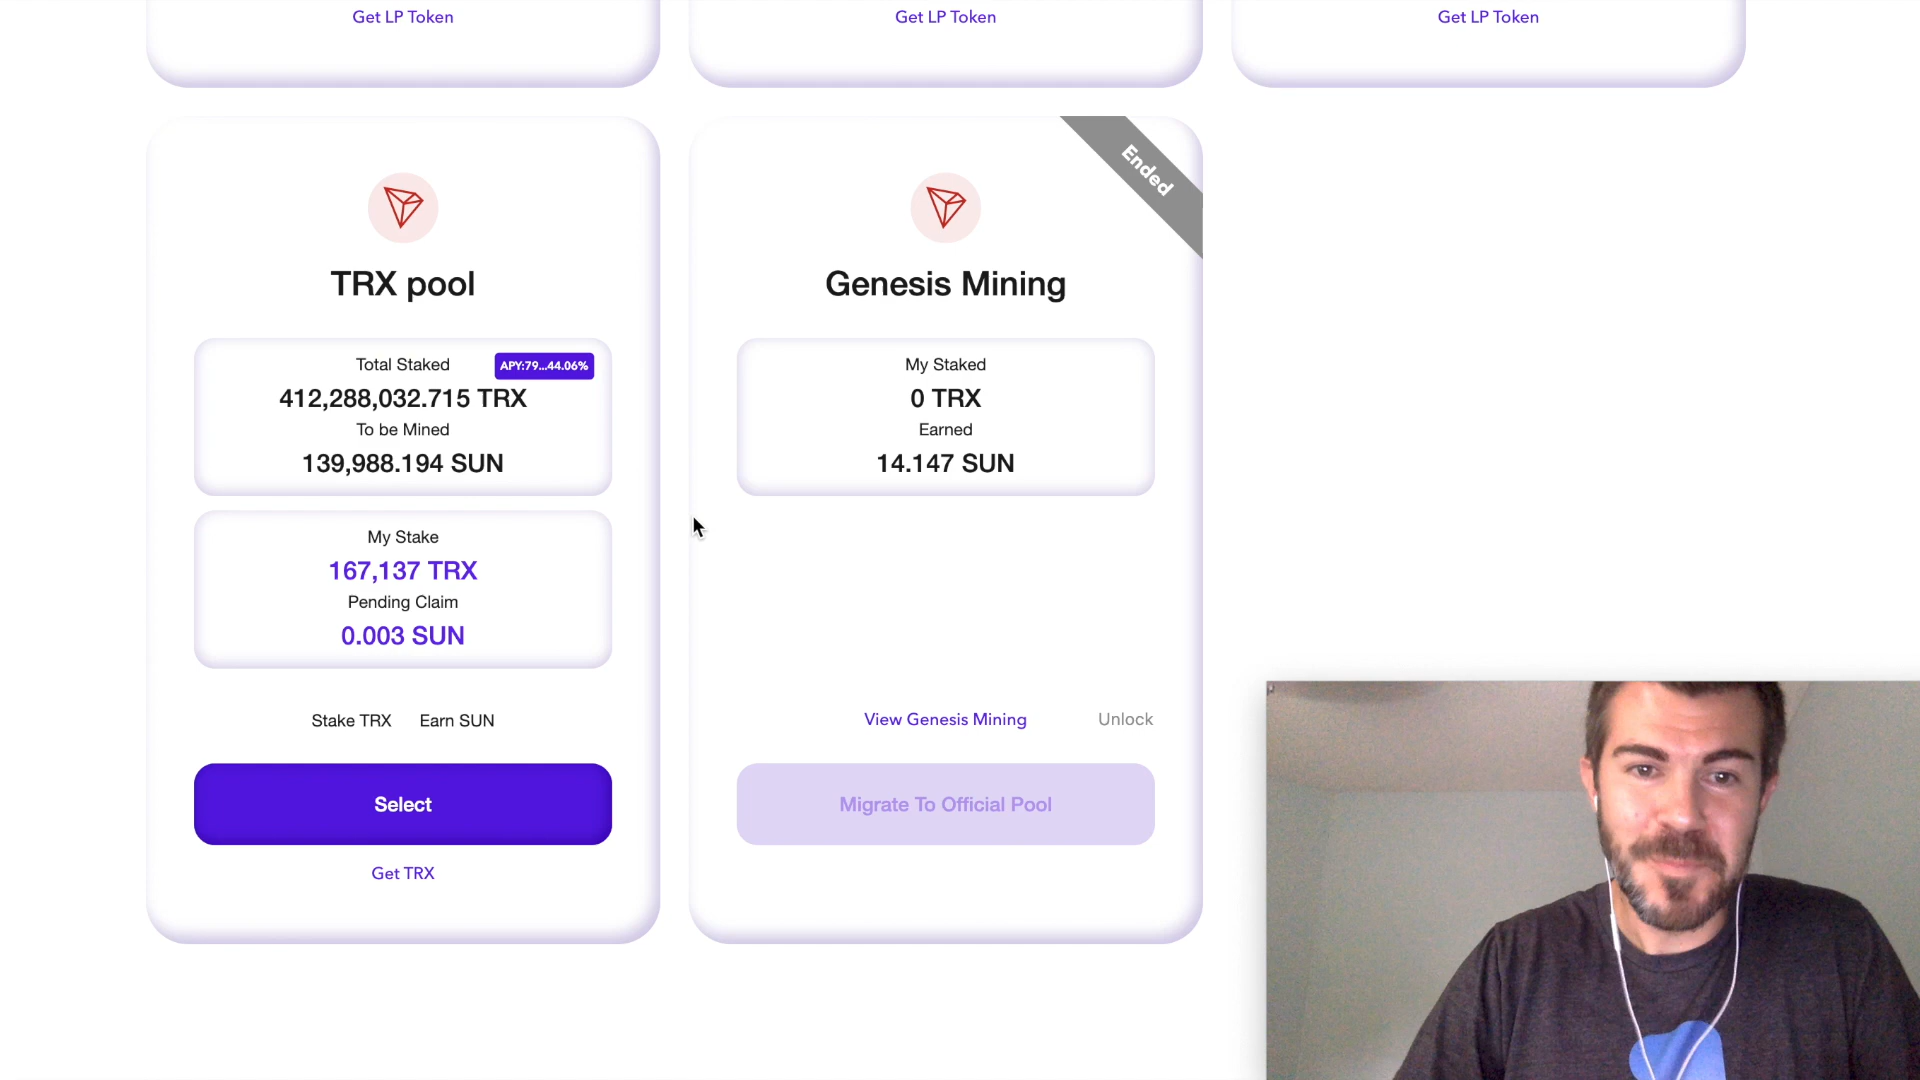 Get LP Token
Get LP Token
Get LP Token
TRX pool
Total Staked
APY:79...44.06%
412,288,032.715 TRX
To be Mined
139,988.194 SUN
My Stake
167,137 TRX
Pending Claim
0.003 SUN
Stake TRX Earn SUN
Select
Get TRX
Ended
Genesis Mining
My Staked
0 TRX
Earned
14.147 SUN
View Genesis Mining
Unlock
Migrate To Official Pool